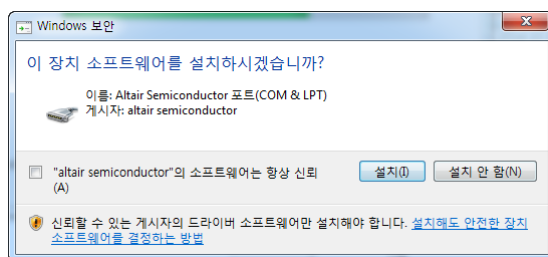 Windows 보안
이 장치 소프트웨어를 설치하시겠습니까?
이름: Altair Semiconductor 포트(COM & LPT)
게시자: altair semiconductor
"altair semiconductor"의 소프트웨어는 항상 신뢰
(A)
설치(I)
설치 안 함(N)
신뢰할 수 있는 게시자의 드라이버 소프트웨어만 설치해야 합니다. 설치해도 안전한 장치
소프트웨어를 결정하는 방법